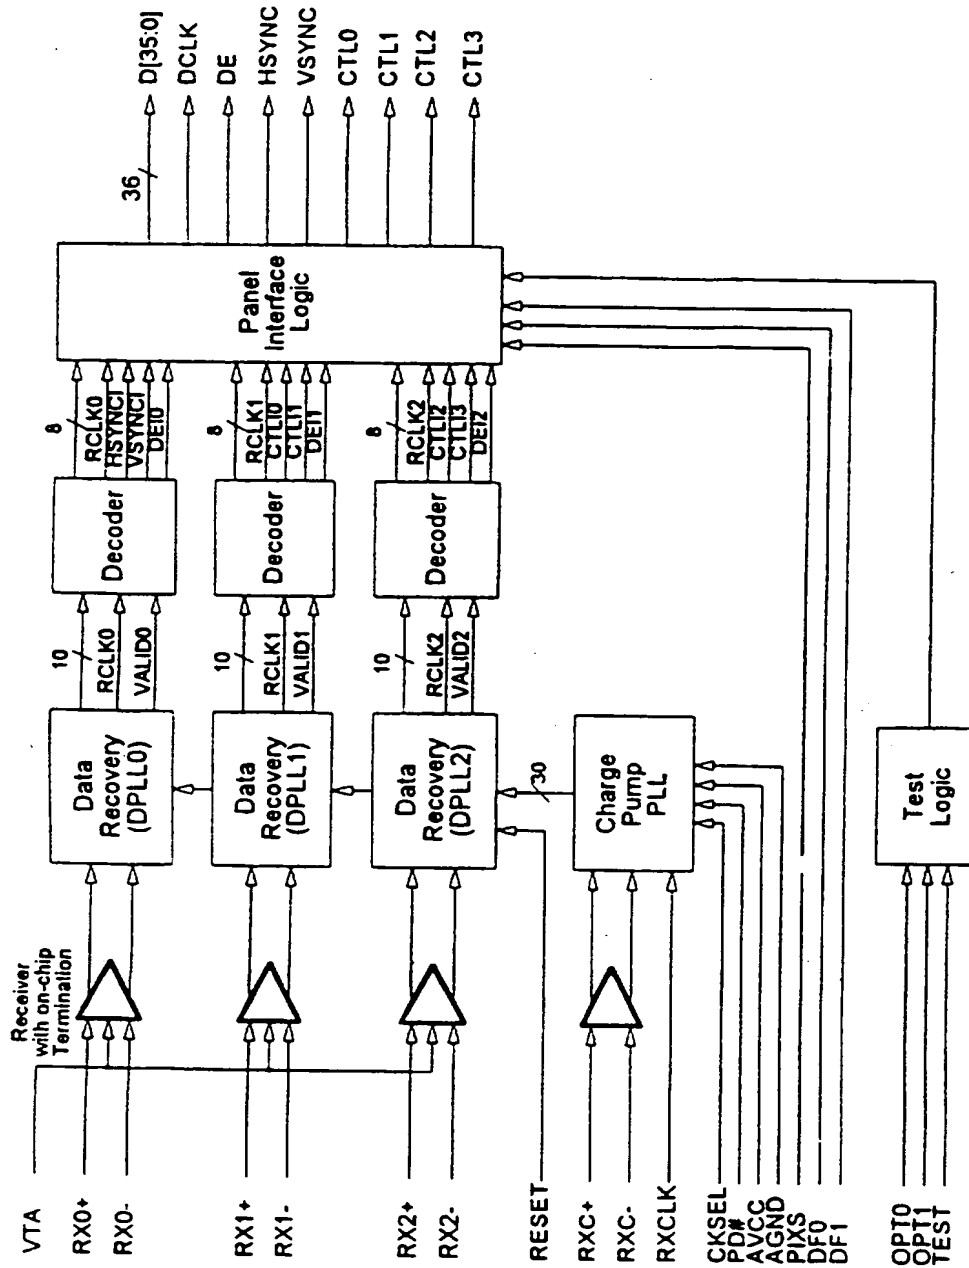 VTA
RX0+
RX0-
RX1+
RX1-
RX2+
RX2-
RESET
RXC+
RXC-
RXCLK
CKSEL
PD#
AVCC
AGND
PIXS
DF0
DF1
OPT0
OPT1
TEST
Receiver
with on-chip
Termination
Data
Recovery
(DPLL0)
Data
Recovery
(DPLL1)
Data
Recovery
(DPLL2)
30
Charge
Pump
PLL
Test
Logic
10
RCLK0
VALID0
10
RCLK1
VALID1
10
RCLK2
VALID2
Decoder
Decoder
Decoder
8
RCLK0
HSYNCI
VSYNCI
DEI0
8
RCLK1
CTLI0
CTLI1
DEI1
8
RCLK2
CTLI2
CTLI3
DEI2
Panel
Interface
Logic
36
D[35:0]
DCLK
DE
HSYNC
VSYNC
CTL0
CTL1
CTL2
CTL3